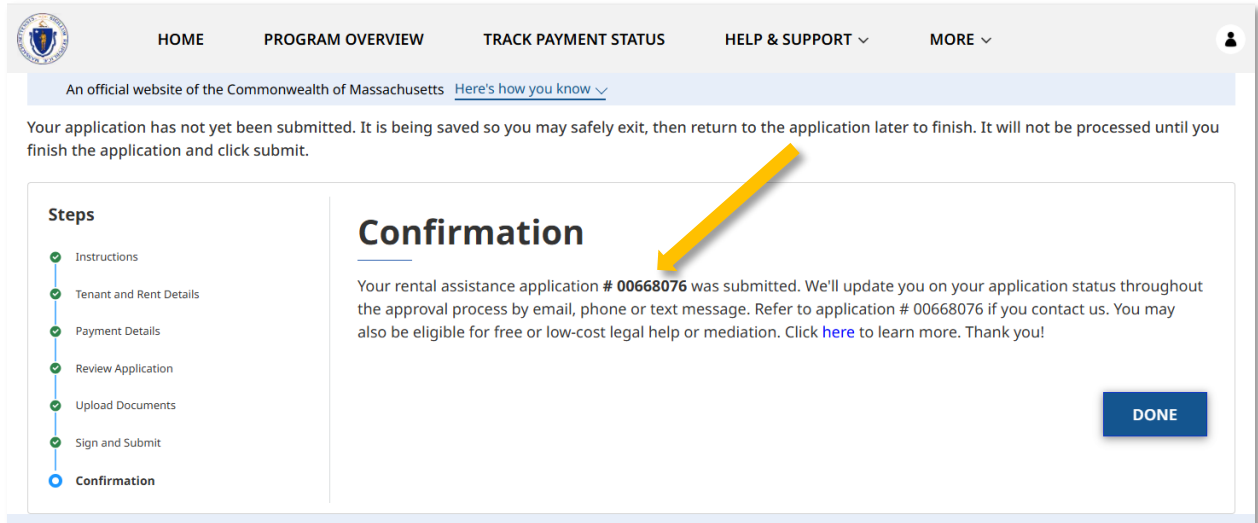 HOME PROGRAM OVERVIEW TRACK PAYMENT STATUS HELP & SUPPORT MORE
An official website of the Commonwealth of Massachusetts Here's how you know
Your application has not yet been submitted. It is being saved so you may safely exit, then return to the application later to finish. It will not be processed until you
finish the application and click submit.
Steps
Instructions
Tenant and Rent Details
Payment Details
Review Application
Upload Documents
Sign and Submit
Confirmation
Confirmation
Your rental assistance application # 00668076 was submitted. We'll update you on your application status throughout
the approval process by email, phone or text message. Refer to application # 00668076 if you contact us. You may
also be eligible for free or low-cost legal help or mediation. Click here to learn more. Thank you!
DONE